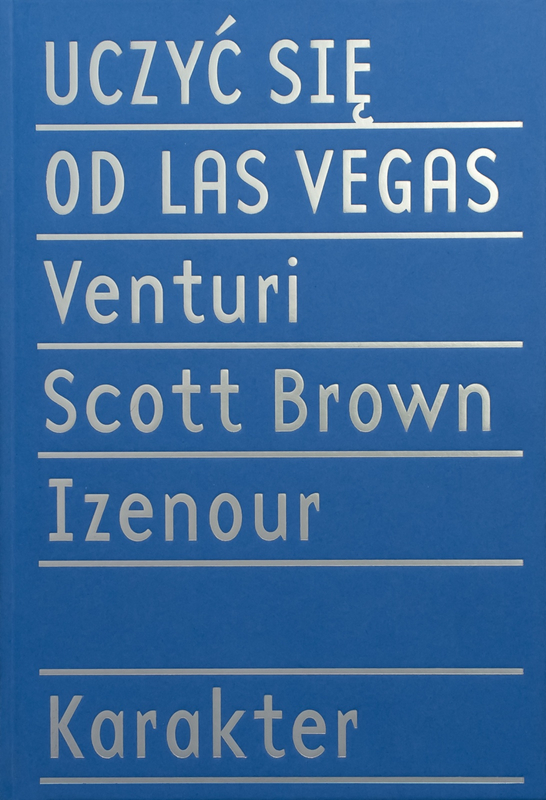 UCZYĆ SIĘ
OD LAS VEGAS
Venturi
Scott Brown
Izenour
Karakter